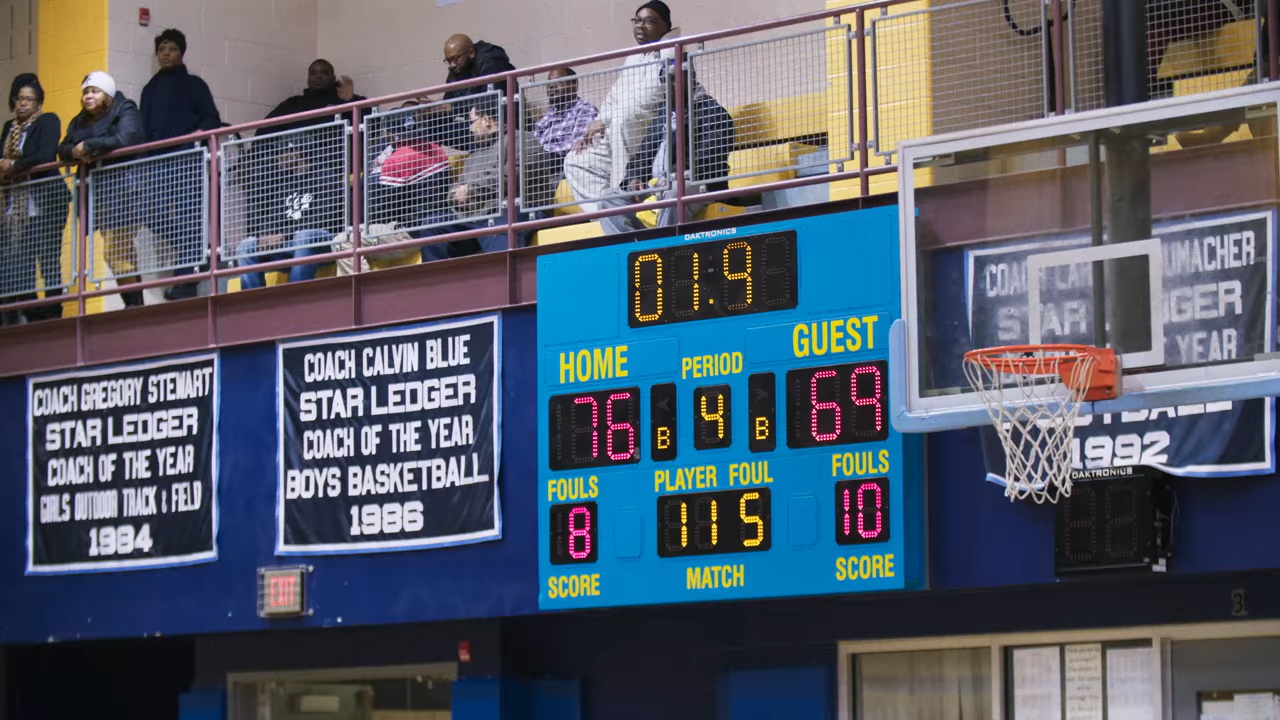 DAKTRONICS
01.9
HOME
PERIOD
GUEST
76
B
4
B
69
FOULS
PLAYER FOUL
FOULS
8
11 5
10
SCORE
MATCH
SCORE
COACH GREGORY STEWART
STAR LEDGER
COACH OF THE YEAR
GIRLS OUTDOOR TRACK & FIELD
1984
COACH CALVIN BLUE
STAR LEDGER
COACH OF THE YEAR
BOYS BASKETBALL
1986
STAR LEDGER
YEAR
1992
DAKTRONICS
EXIT
3